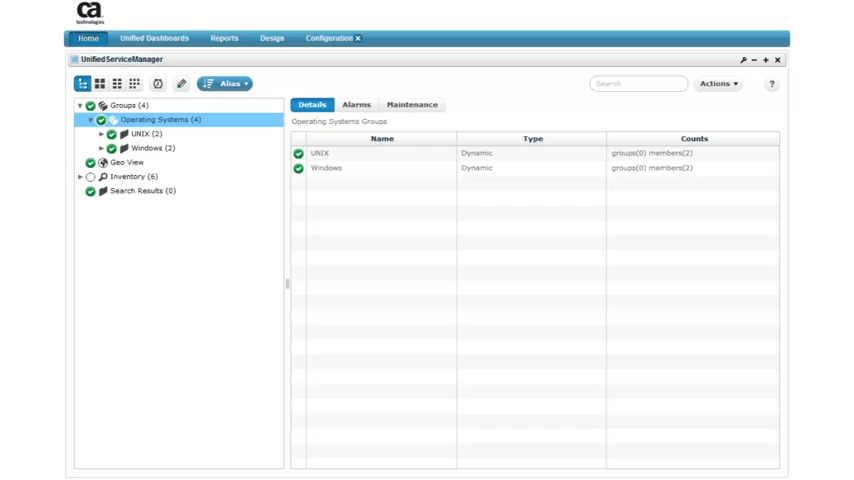 ca
technologies
Home Unified Dashboards Reports Design Configuration
UnifiedServiceManager
Alias Search Actions ?
Groups (4)
Operating Systems (4)
UNIX (2)
Windows (2)
Geo View
Inventory (6)
Search Results (0)
Details Alarms Maintenance
Operating Systems Groups
Name Type Counts
UNIX Dynamic groups(0) members(2)
Windows Dynamic groups(0) members(2)